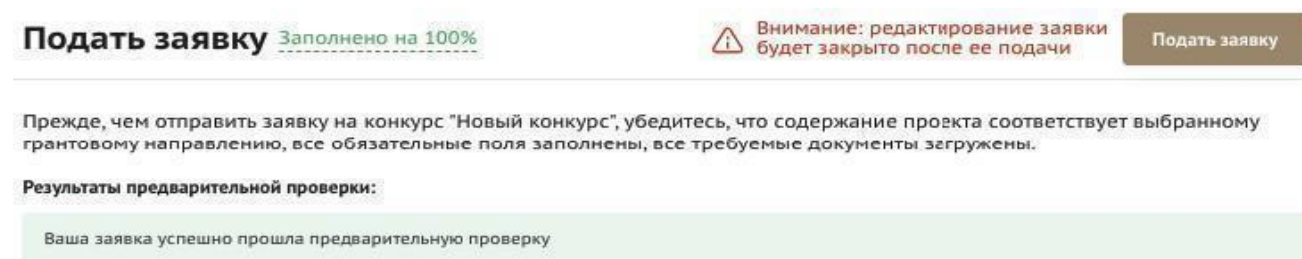 Подать заявку Заполнено на 100%
Внимание: редактирование заявки
будет закрыто после ее подачи
Подать заявку
Прежде, чем отправить заявку на конкурс "Новый конкурс", убедитесь, что содержание проекта соответствует выбранному
грантовому направлению, все обязательные поля заполнены, все требуемые документы загружены.
Результаты предварительной проверки:
Ваша заявка успешно прошла предварительную проверку